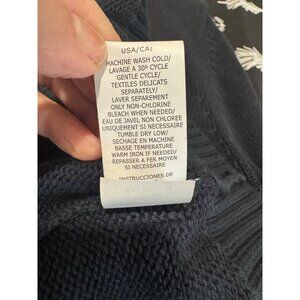 USA/CA:
MACHINE WASH COLD/
LAVAGE A 30º CYCLE
GENTLE CYCLE/
TEXTILES DELICATS
SEPARATELY/
LAVER SEPAREMENT
ONLY NON-CHLORINE
BLEACH WHEN NEEDED/
EAU DE JAVEL NON CHLOREE
UNIQUEMENT SI NECESSAIRE
TUMBLE DRY LOW/
SECHAGE EN MACHINE
BASSE TEMPERATURE
WARM IRON IF NEEDED/
REPASSER A FER MOYEN
SI NECESSAIRE
INSTRUCCIONES DE